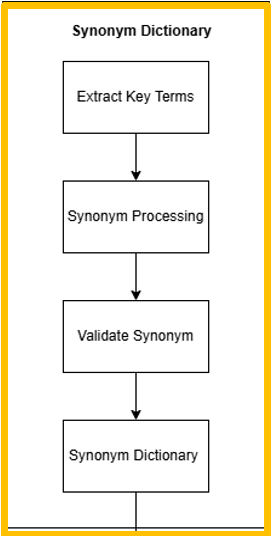 Synonym Dictionary
Extract Key Terms
Synonym Processing
Validate Synonym
Synonym Dictionary